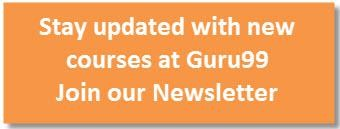 Stay updated with new
courses at Guru99
Join our Newsletter